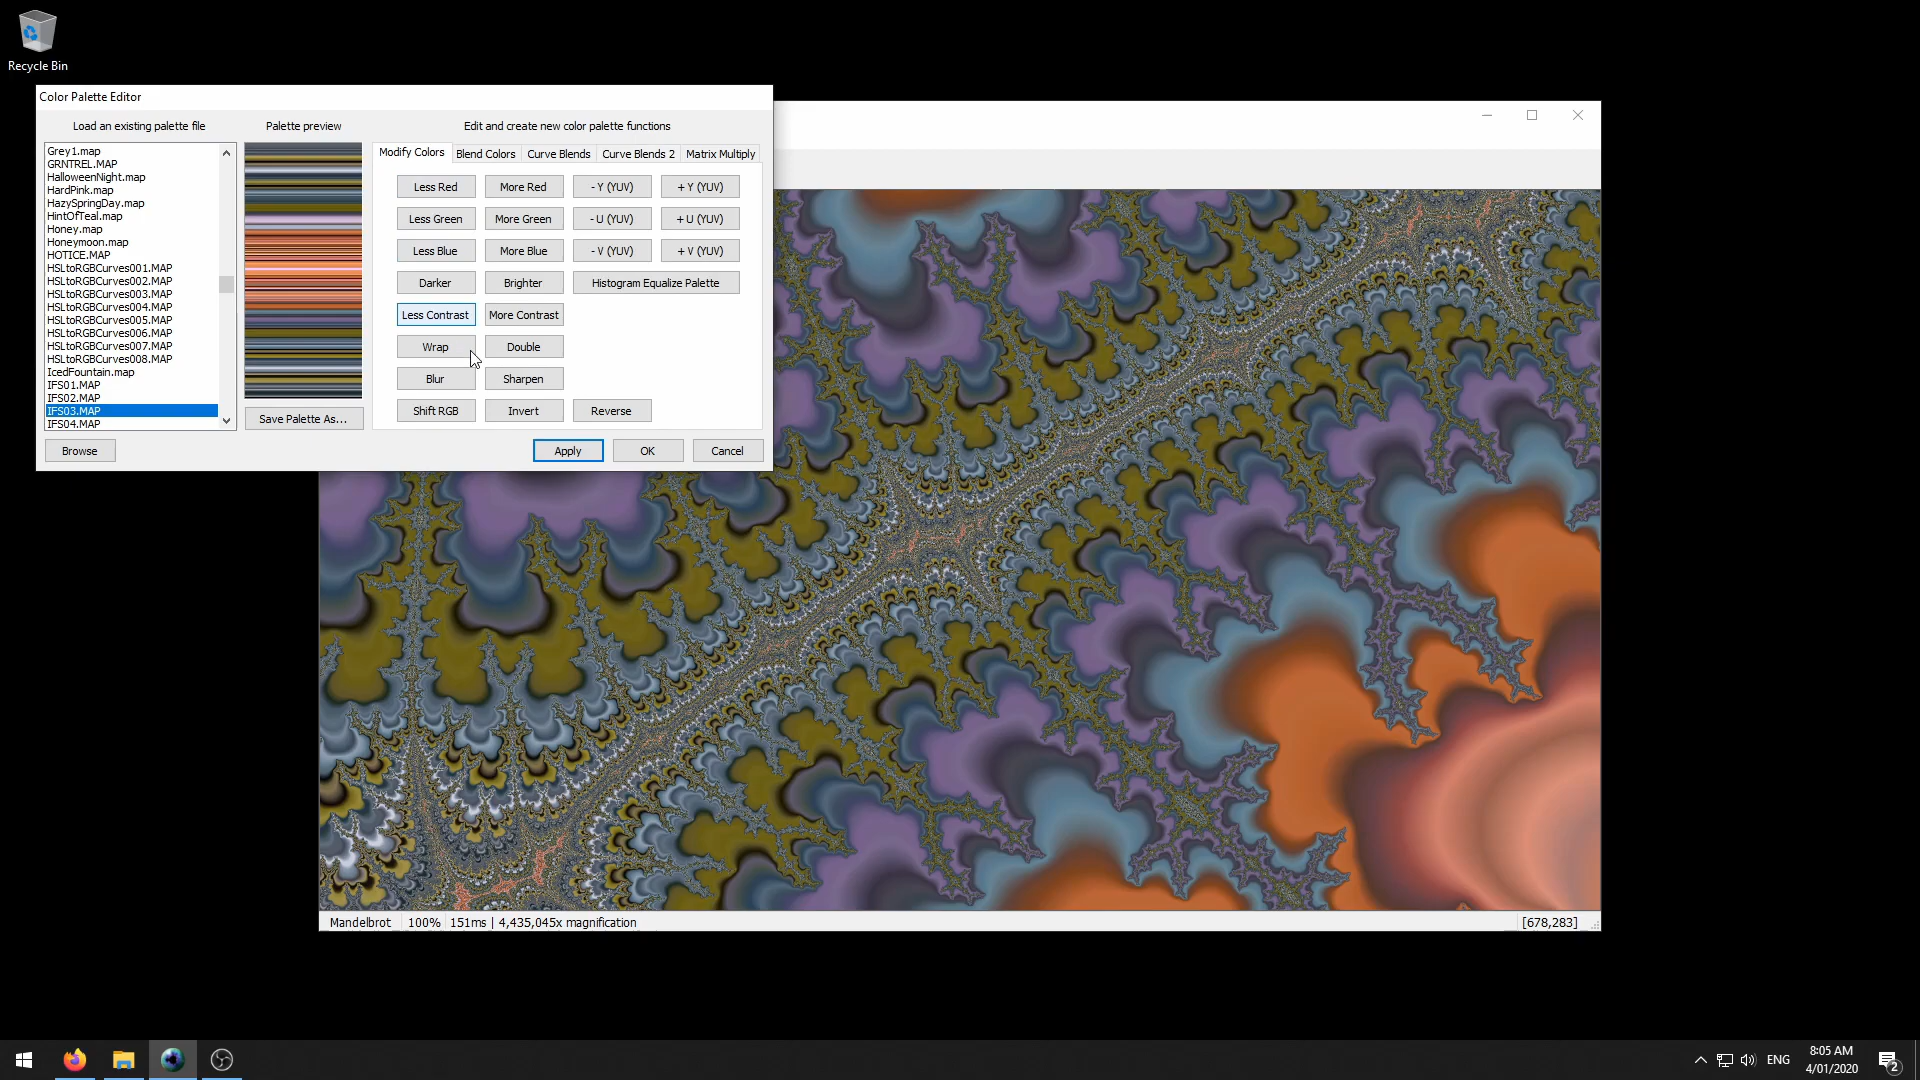 Recycle Bin
Color Palette Editor
Load an existing palette file
Palette preview
Edit and create new color palette functions
Grey1.map
GRNTREL.MAP
HalloweenNight.map
HardPink.map
HazySpringDay.map
HintOfTeal.map
Honey.map
Honeymoon.map
HOTICE.MAP
HSLtoRGBCurves001.MAP
HSLtoRGBCurves002.MAP
HSLtoRGBCurves003.MAP
HSLtoRGBCurves004.MAP
HSLtoRGBCurves005.MAP
HSLtoRGBCurves006.MAP
HSLtoRGBCurves007.MAP
HSLtoRGBCurves008.MAP
IcedFountain.map
IFS01.MAP
IFS02.MAP
IFS03.MAP
IFS04.MAP
Browse
Save Palette As...
Modify Colors Blend Colors Curve Blends Curve Blends 2 Matrix Multiply
Less Red More Red - Y (YUV) + Y (YUV)
Less Green More Green - U (YUV) + U (YUV)
Less Blue More Blue - V (YUV) + V (YUV)
Darker Brighter Histogram Equalize Palette
Less Contrast More Contrast
Wrap Double
Blur Sharpen
Shift RGB Invert Reverse
Apply OK Cancel
Mandelbrot 100% 151ms | 4,435,045x magnification [678,283]
ENG
8:05 AM
4/01/2020
2